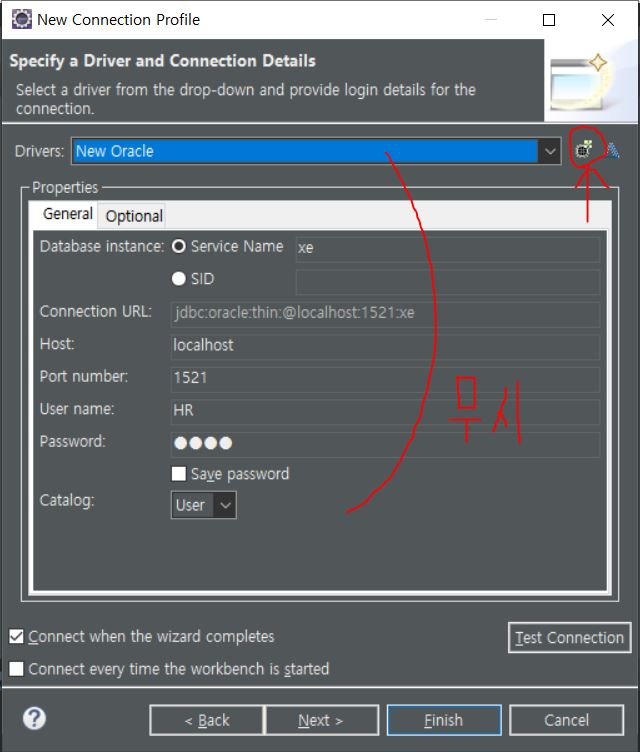 New Connection Profile
Specify a Driver and Connection Details
Select a driver from the drop-down and provide login details for the
connection.
Drivers: New Oracle
Properties
General Optional
Database instance: Service Name xe
SID
Connection URL: jdbc:oracle:thin:@localhost:1521:xe
Host: localhost
Port number: 1521
User name: HR
무시
Password: ●●●●
Save password
Catalog: User
Connect when the wizard completes
Test Connection
Connect every time the workbench is started
? < Back Next > Finish Cancel